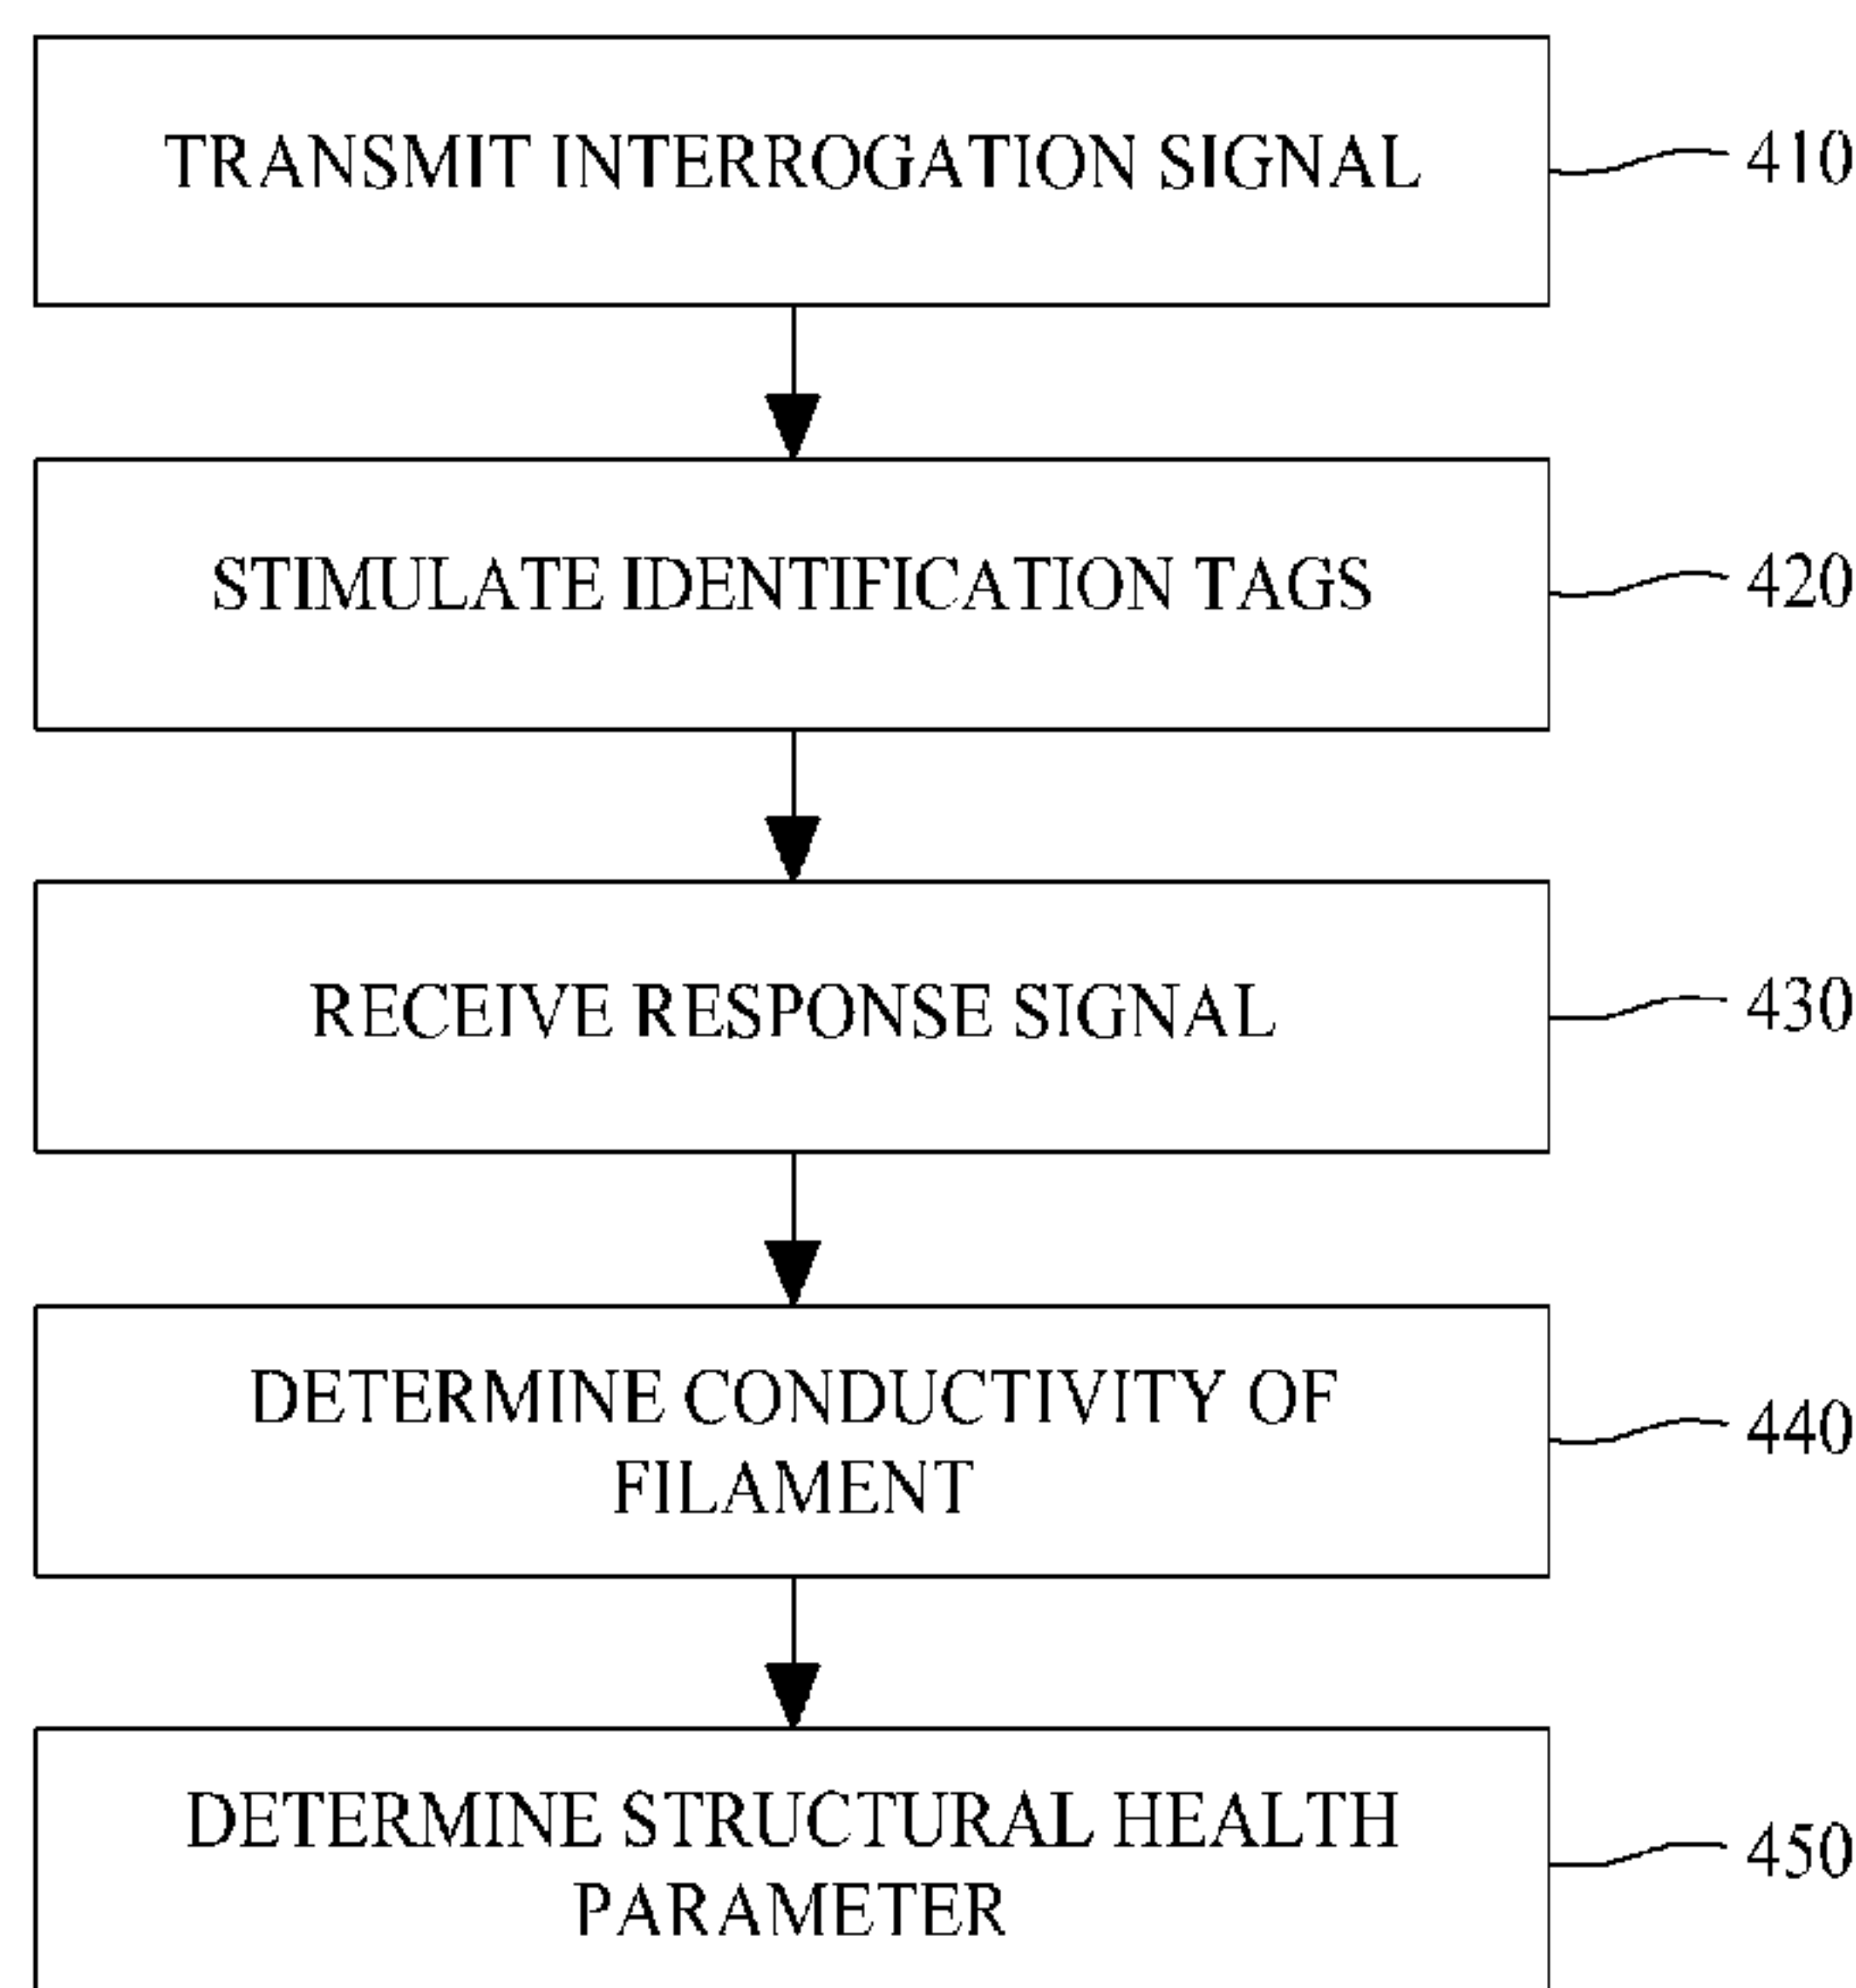 TRANSMIT INTERROGATION SIGNAL
410
STIMULATE IDENTIFICATION TAGS
420
RECEIVE RESPONSE SIGNAL
430
DETERMINE CONDUCTIVITY OF
FILAMENT
440
DETERMINE STRUCTURAL HEALTH
PARAMETER
450